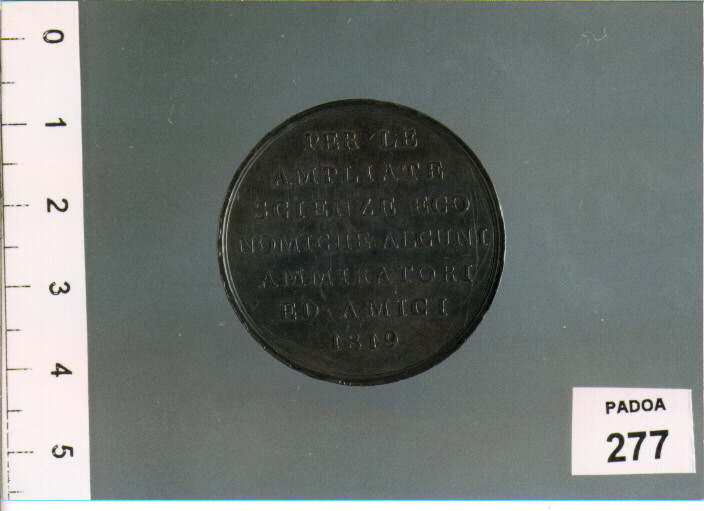 PER LE
AMPLIATE
SCIENZE ECO
NOMICHE ALCUNI
AMMIRATORI
ED AMICI
1819
0
1
2
3
4
5
PADOA
277